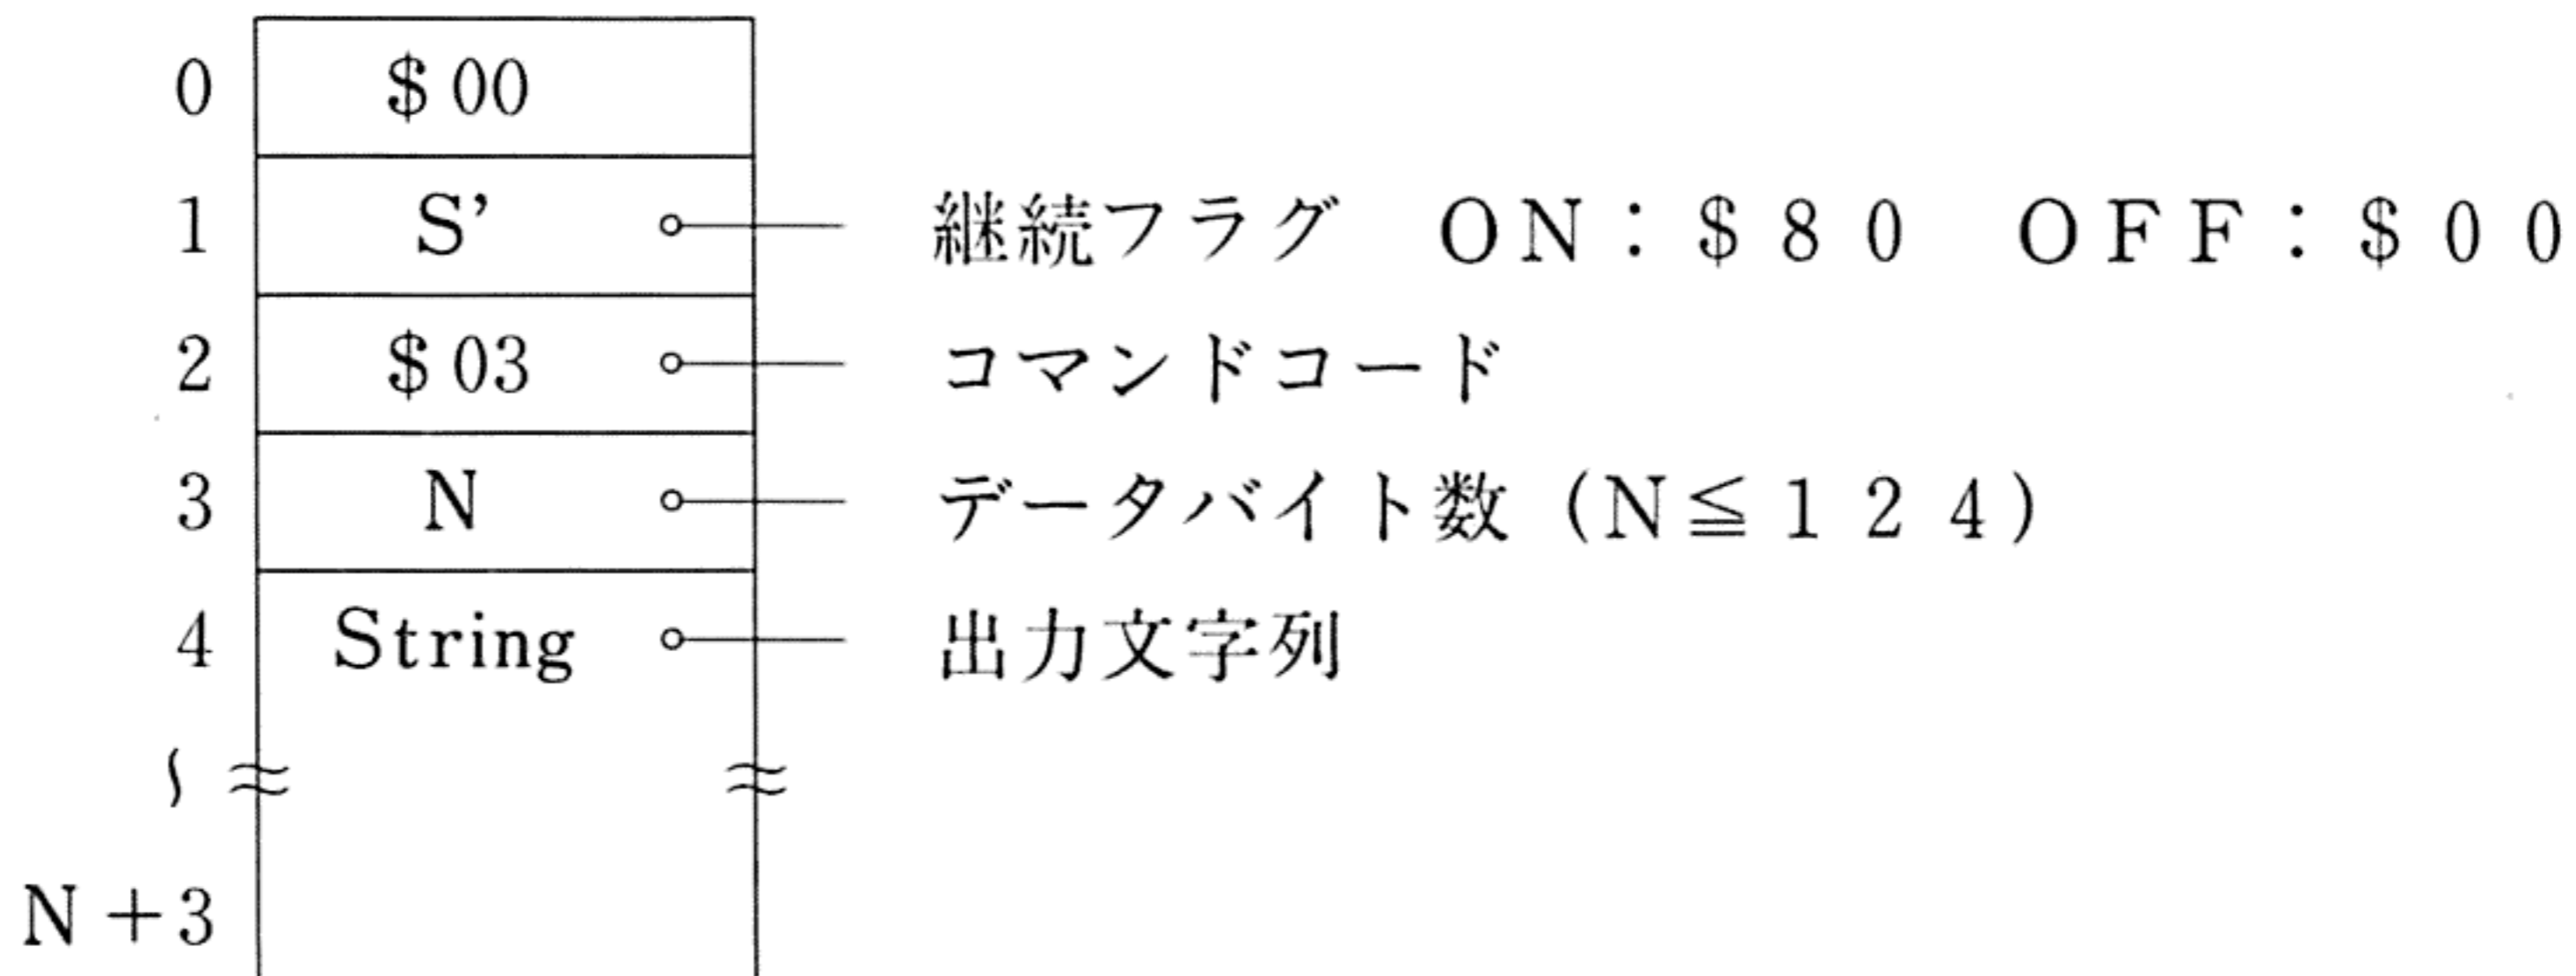 0 $00
1 S’ 継続フラグ ON:$80 OFF:$00
2 $03 コマンドコード
3 N データバイト数 (N≦124)
4 String 出力文字列
~
N+3